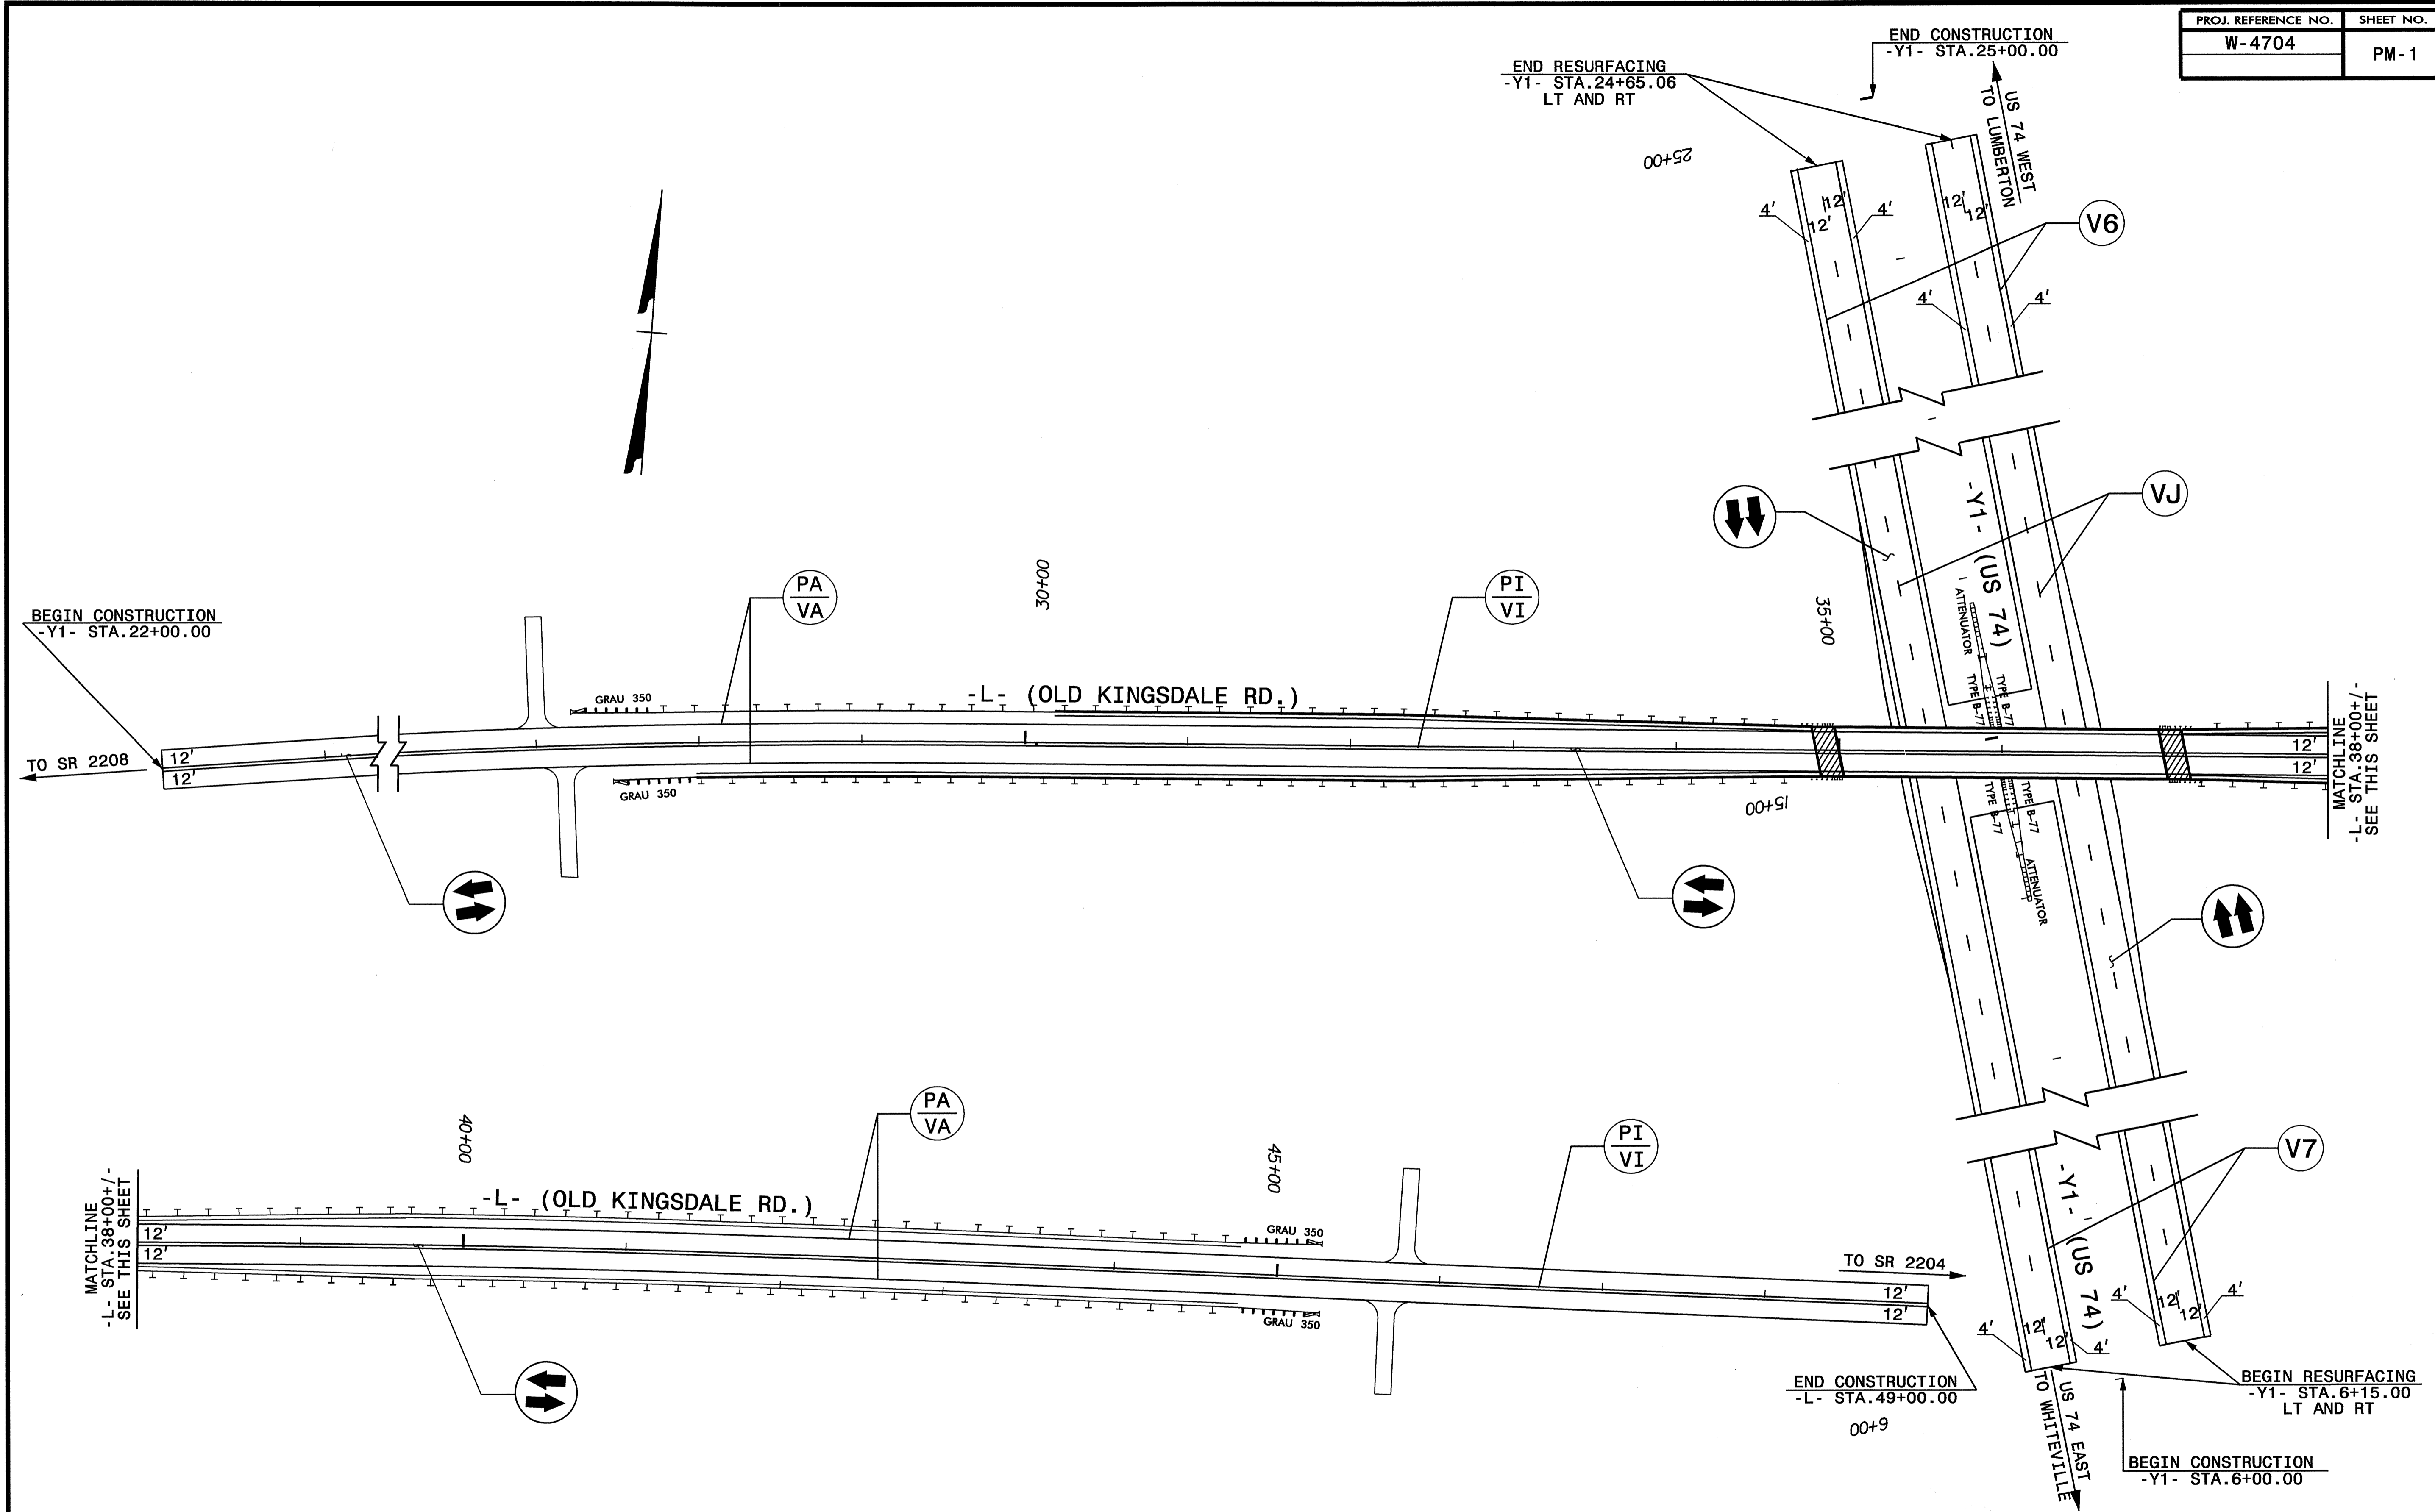 PROJ. REFERENCE NO.
SHEET NO.
W-4704
PM-1
END CONSTRUCTION
-Y1- STA.25+00.00
END RESURFACING
-Y1- STA.24+65.06
LT AND RT
US 74 WEST
TO LUMBERTON
25+00
4'
12'
12'
4'
12'
12'
4'
4'
V6
VJ
-Y1- (US 74)
ATTENUATOR
TYPE B-77
TYPE B-77
35+00
30+00
PA
VA
PI
VI
BEGIN CONSTRUCTION
-Y1- STA.22+00.00
GRAU 350
-L- (OLD KINGSDALE RD.)
TO SR 2208
12'
12'
GRAU 350
12'
12'
MATCHLINE
-L- STA.38+00+/-
SEE THIS SHEET
15+00
TYPE B-77
TYPE B-77
ATTENUATOR
MATCHLINE
-L- STA.38+00+/-
SEE THIS SHEET
40+00
PA
VA
45+00
PI
VI
-L- (OLD KINGSDALE RD.)
12'
12'
GRAU 350
GRAU 350
TO SR 2204
12'
12'
END CONSTRUCTION
-L- STA.49+00.00
6+00
V7
-Y1- (US 74)
4'
12'
12'
4'
4'
12'
12'
4'
BEGIN RESURFACING
-Y1- STA.6+15.00
LT AND RT
US 74 EAST
TO WHITEVILLE
BEGIN CONSTRUCTION
-Y1- STA.6+00.00